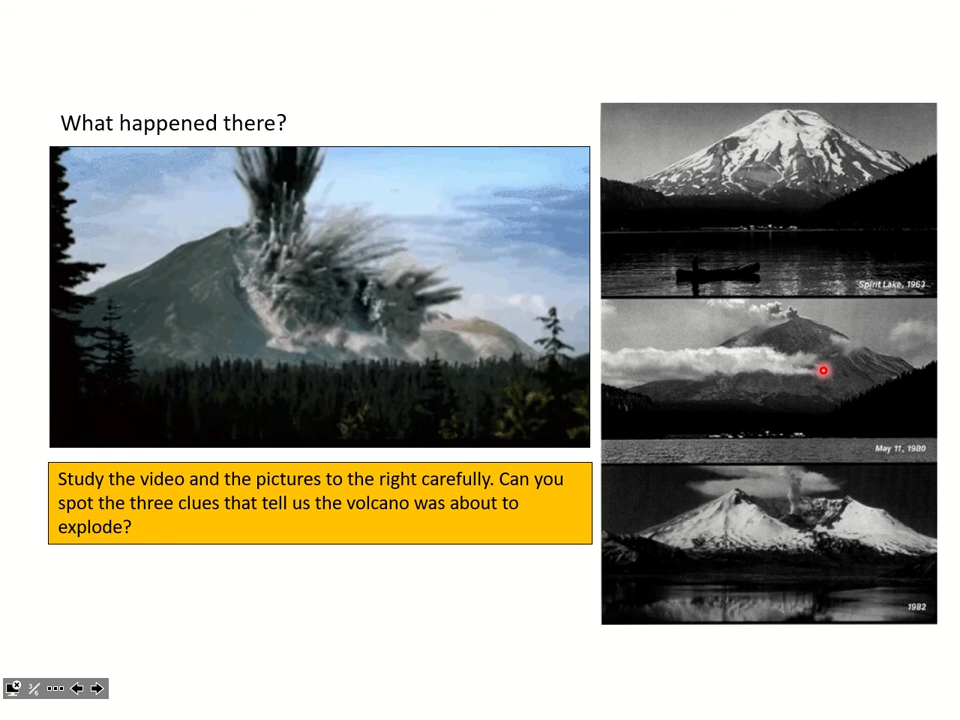 What happened there?
Spirit Lake, 1963
May 11, 1980
Study the video and the pictures to the right carefully. Can you
spot the three clues that tell us the volcano was about to
explode?
1982